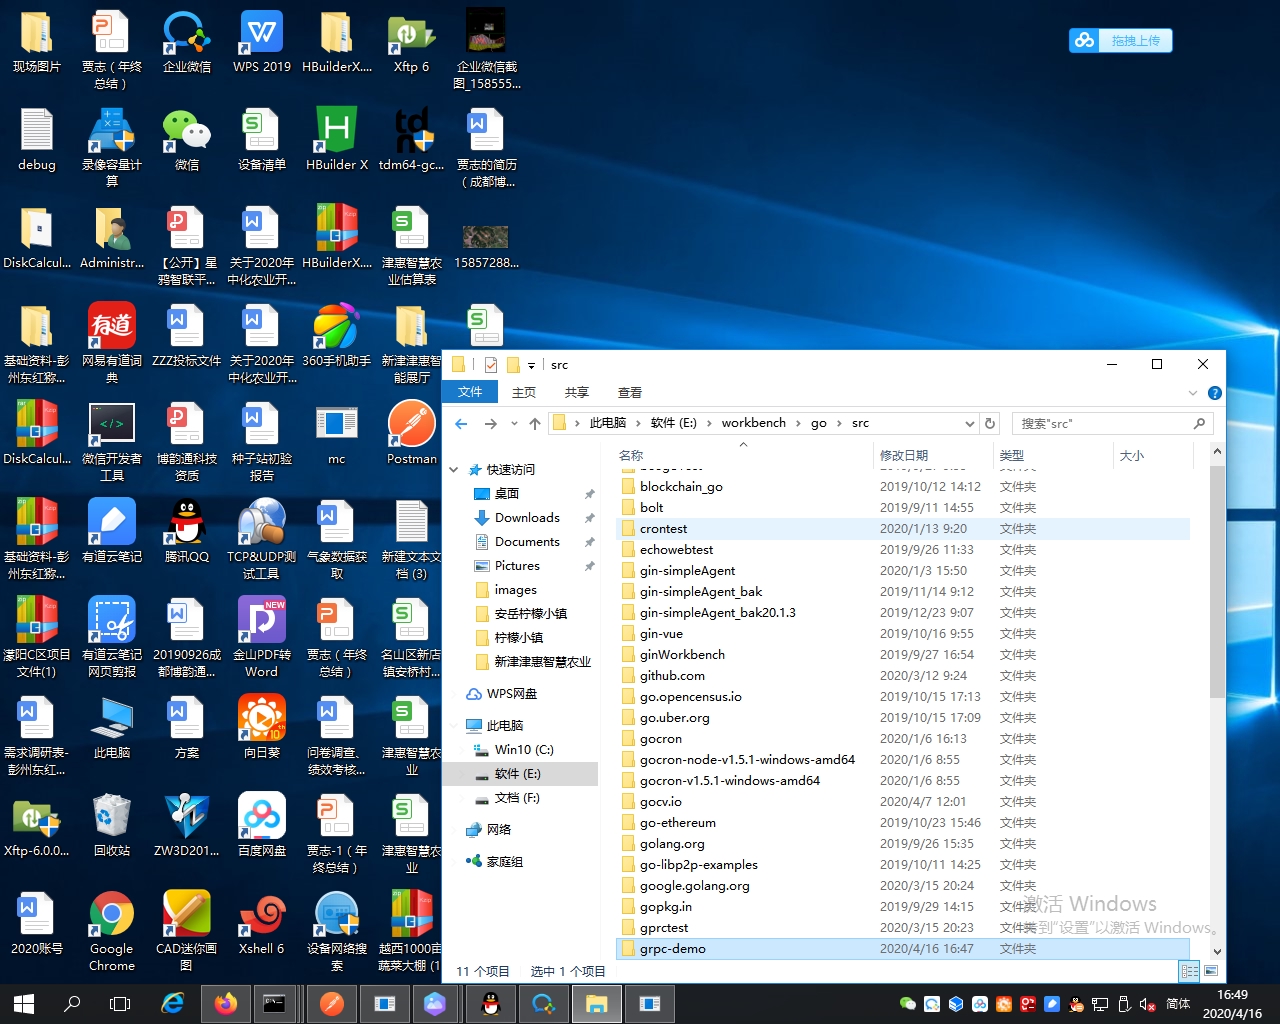 现场图片
贾志（年终
总结）
企业微信
WPS 2019
HBuilderX....
Xftp 6
企业微信截
图_158555...
拖拽上传
debug
录像容量计
算
微信
设备清单
HBuilder X
tdm64-gc...
贾志的简历
（成都博...
DiskCalcul...
Administr...
【公开】星
鸦智联平...
关于2020年
中化农业开...
HBuilderX....
津惠智慧农
业估算表
15857288...
基础资料-彭
州东红猕...
网易有道词
典
ZZZ投标文件
关于2020年
中化农业开...
360手机助手
新津津惠智
能展厅
DiskCalcul...
微信开发者
工具
博韵通科技
资质
种子站初验
报告
mc
Postman
基础资料-彭
州东红猕...
有道云笔记
腾讯QQ
TCP&UDP测
试工具
气象数据获
取
新建文本文
档 (3)
濛阳C区项目
文件(1)
有道云笔记
网页剪报
20190926成
都博韵通...
金山PDF转
Word
贾志（年终
总结）
名山区新店
镇安桥村...
需求调研表-
彭州东红...
此电脑
方案
向日葵
问卷调查、
绩效考核...
津惠智慧农
业
Xftp-6.0.0...
回收站
ZW3D201...
百度网盘
贾志-1（年
终总结）
津惠智慧农
业
2020账号
Google
Chrome
CAD迷你画
图
Xshell 6
设备网络搜
索
越西1000亩
蔬菜大棚 (1
src
文件
主页
共享
查看
此电脑 › 软件 (E:) › workbench › go › src
搜索"src"
名称
修改日期
类型
大小
快速访问
桌面
Downloads
Documents
Pictures
images
安岳柠檬小镇
柠檬小镇
新津津惠智慧农业
WPS网盘
此电脑
Win10 (C:)
软件 (E:)
文档 (F:)
网络
家庭组
blockchain_go 2019/10/12 14:12 文件夹
bolt 2019/9/11 14:55 文件夹
crontest 2020/1/13 9:20 文件夹
echowebtest 2019/9/26 11:33 文件夹
gin-simpleAgent 2020/1/3 15:50 文件夹
gin-simpleAgent_bak 2019/11/14 9:12 文件夹
gin-simpleAgent_bak20.1.3 2019/12/23 9:07 文件夹
gin-vue 2019/10/16 9:55 文件夹
ginWorkbench 2019/9/27 16:54 文件夹
github.com 2020/3/12 9:24 文件夹
go.opencensus.io 2019/10/15 17:13 文件夹
go.uber.org 2019/10/15 17:09 文件夹
gocron 2020/1/6 16:13 文件夹
gocron-node-v1.5.1-windows-amd64 2020/1/6 8:55 文件夹
gocron-v1.5.1-windows-amd64 2020/1/6 8:55 文件夹
gocv.io 2020/4/7 12:01 文件夹
go-ethereum 2019/10/23 15:46 文件夹
golang.org 2019/9/26 15:35 文件夹
go-libp2p-examples 2019/10/11 14:25 文件夹
google.golang.org 2020/3/15 20:24 文件夹
gopkg.in 2019/9/29 14:15 文件夹
gprctest 2020/3/15 20:23 文件夹
grpc-demo 2020/4/16 16:47 文件夹
激活 Windows
转到"设置"以激活 Windows。
11 个项目
选中 1 个项目
简体
16:49
2020/4/16